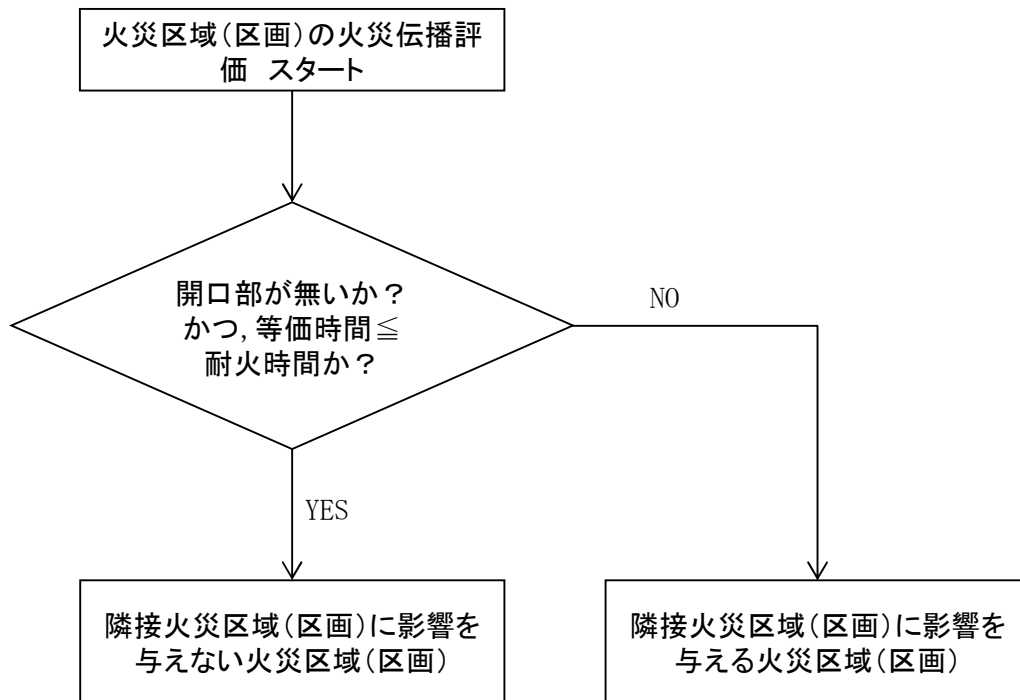 火災区域(区画)の火災伝播評
価　スタート
開口部が無いか？
かつ,等価時間≦
耐火時間か？
NO
YES
隣接火災区域(区画)に影響を
与えない火災区域(区画)
隣接火災区域(区画)に影響を
与える火災区域(区画)